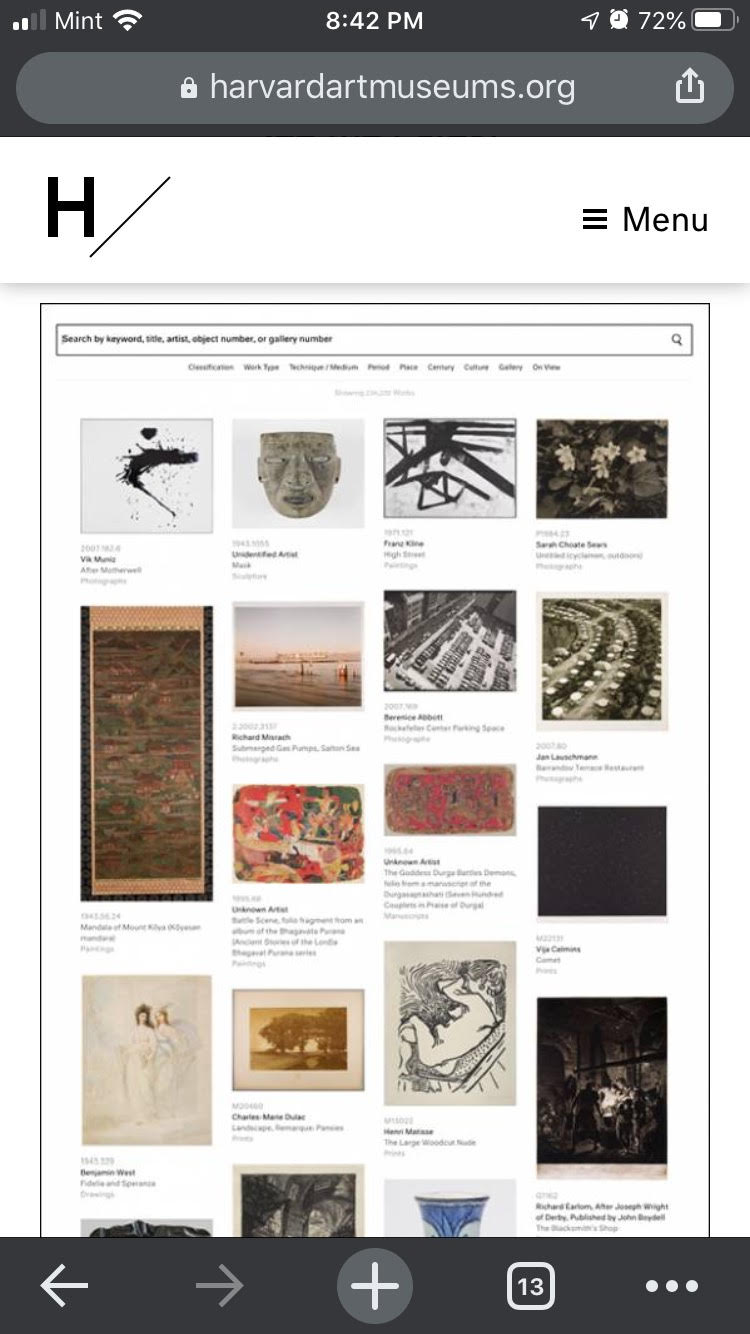 Mint
8:42 PM
72%
harvardartmuseums.org
H
Menu
Search by keyword, title, artist, object number, or gallery number
Classification Work Type Technique / Medium Period Place Century Culture Gallery On View
2007.182.6
Vik Muniz
After Motherwell
Photographs
1943.1055
Unidentified Artist
Mask
Sculpture
1971.121
Franz Kline
High Street
Paintings
P1984.23
Sarah Choate Sears
Untitled (cyclamen, outdoors)
Photographs
1943.56.24
Mandala of Mount Kōya (Kōyasan
mandara)
Paintings
2.2002.3137
Richard Misrach
Submerged Gas Pumps, Salton Sea
Photographs
2007.169
Berenice Abbott
Rockefeller Center Parking Space
Photographs
2007.80
Jan Lauschmann
Barrandov Terrace Restaurant
Photographs
1995.68
Unknown Artist
Battle Scene, folio fragment from an
album of the Bhagavata Purana
(Ancient Stories of the Lord)s
Bhagavat Purana series
Paintings
1995.84
Unknown Artist
The Goddess Durga Battles Demons,
folio from a manuscript of the
Durgasaptashati (Seven Hundred
Couplets in Praise of Durga)
Manuscripts
M22131
Vija Celmins
Comet
Prints
1943.329
Benjamin West
Fidelia and Speranza
Drawings
M20460
Charles-Marie Dulac
Landscape, Remarque: Pansies
Prints
M15022
Henri Matisse
The Large Woodcut Nude
Prints
G7162
Richard Earlom, After Joseph Wright
of Derby, Published by John Boydell
The Blacksmith's Shop
13